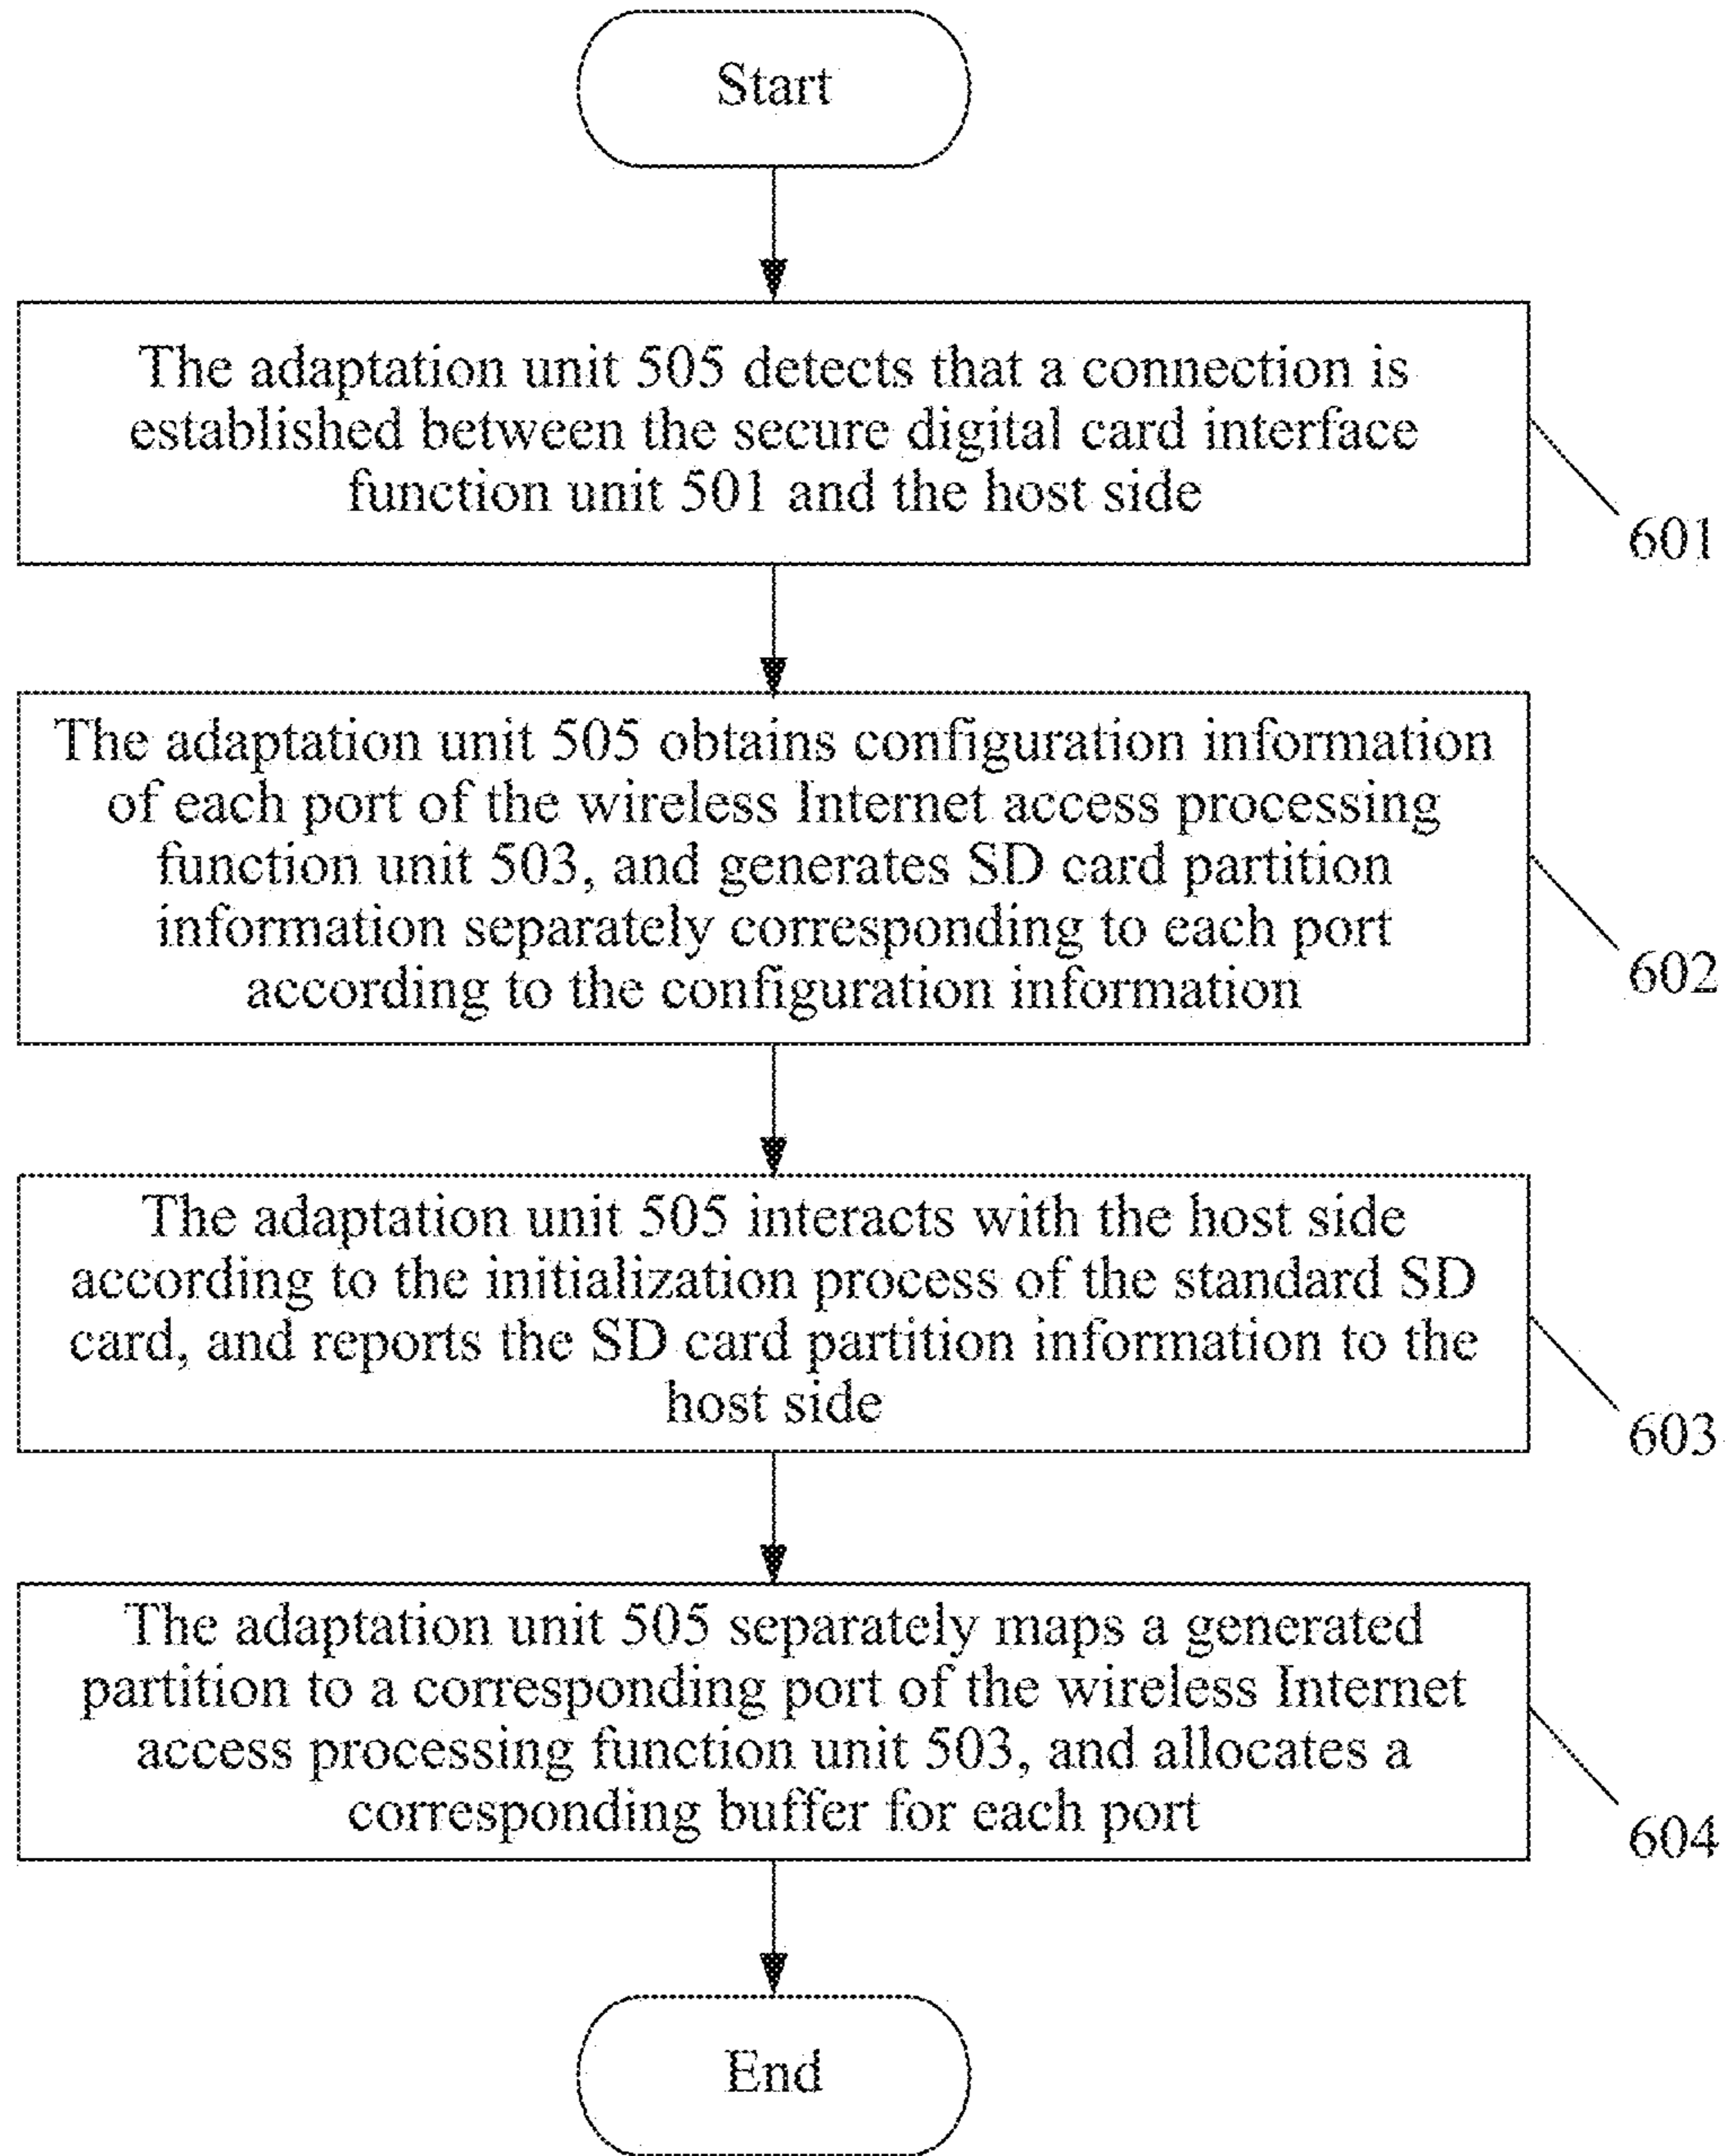 Start
The adaptation unit 505 detects that a connection is
established between the secure digital card interface
function unit 501 and the host side
601
The adaptation unit 505 obtains configuration information
of each port of the wireless Internet access processing
function unit 503, and generates SD card partition
information separately corresponding to each port
according to the configuration information
602
The adaptation unit 505 interacts with the host side
according to the initialization process of the standard SD
card, and reports the SD card partition information to the
host side
603
The adaptation unit 505 separately maps a generated
partition to a corresponding port of the wireless Internet
access processing function unit 503, and allocates a
corresponding buffer for each port
604
End